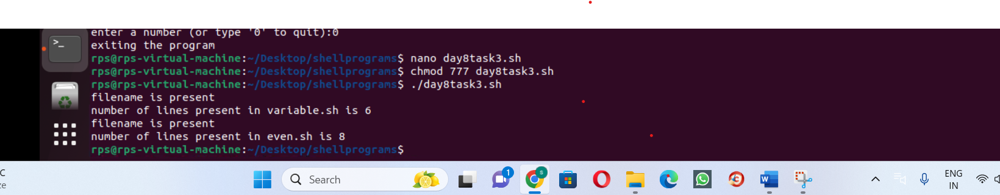 enter a number (or type '0' to quit):0
exiting the program
rps@rps-virtual-machine:~/Desktop/shellprograms$ nano day8task3.sh
rps@rps-virtual-machine:~/Desktop/shellprograms$ chmod 777 day8task3.sh
rps@rps-virtual-machine:~/Desktop/shellprograms$ ./day8task3.sh
filename is present
number of lines present in variable.sh is 6
filename is present
number of lines present in even.sh is 8
rps@rps-virtual-machine:~/Desktop/shellprograms$
Search
1
S
W
ENG
IN